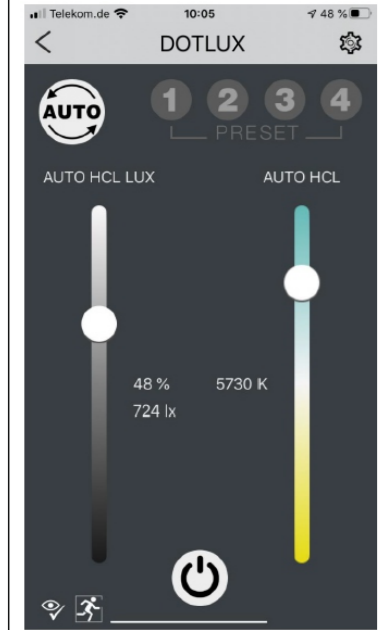 Telekom.de 10:05 48 %
DOTLUX
AUTO 1 2 3 4
PRESET
AUTO HCL LUX AUTO HCL
48 % 5730 K
724 lx